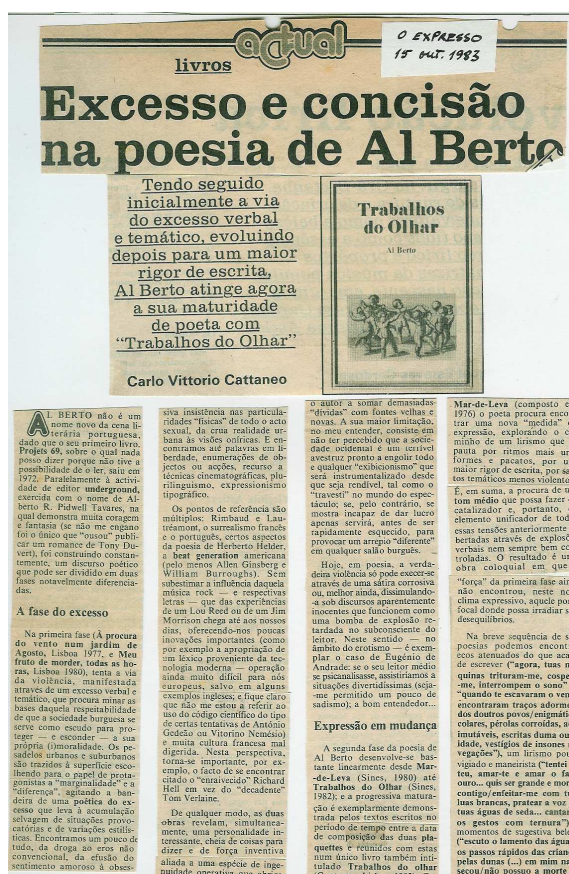 actual
O EXPRESSO
15 out. 1983
livros
Excesso e concisão
na poesia de Al Berto
Tendo seguido
inicialmente a via
do excesso verbal
e temático, evoluindo
depois para um maior
rigor de escrita,
Al Berto atinge agora
a sua maturidade
de poeta com
“Trabalhos do Olhar”
Carlo Vittorio Cattaneo
Trabalhos
do Olhar
Al Berto
AL BERTO não é um
nome novo da cena li-
terária portuguesa,
dado que o seu primeiro livro,
Projets 69, sobre o qual nada
posso dizer porque não tive a
possibilidade de o ler, saiu em
1972. Paralelamente à activi-
dade de editor underground,
exercida com o nome de Al-
berto R. Pidwell Tavares, na
qual demonstra muita coragem
e fantasia (se não me engano
foi o único que "ousou" publi-
car um romance de Tony Du-
vert), foi construindo constan-
temente, um discurso poético
que pode ser dividido em duas
fases notavelmente diferencia-
das.
A fase do excesso
Na primeira fase (À procura
do vento num jardim de
Agosto, Lisboa 1977, e Meu
fruto de morder, todas as ho-
ras, Lisboa 1980), tenta a via
da violência, manifestada
através de um excesso verbal e
temático, que procura minar as
bases daquela respeitabilidade
de que a sociedade burguesa se
serve como escudo para pro-
teger — e esconder — a sua
própria (i)moralidade. Os pe-
sadelos urbanos e suburbanos
são trazidos à superfície esco-
lhendo para o papel de prota-
gonistas a "marginalidade" e a
"diferença", agitando a ban-
deira de uma poética do ex-
cesso que leva à acumulação
selvagem de situações provo-
catórias e de variações estilís-
ticas. Encontramos um pouco de
tudo, da droga ao eros não
convencional, da efusão do
sentimento amoroso à obses-
siva insistência nas particula-
ridades "físicas" de todo o acto
sexual, da crua realidade ur-
bana às visões oníricas. E en-
contramos até palavras em li-
berdade, enumerações de ob-
jectos ou acções, recurso a
técnicas cinematográficas, plu-
rilinguismo, expressionismo
tipográfico.
Os pontos de referência são
múltiplos: Rimbaud e Lau-
tréamont, o surrealismo francês
e o português, certos aspectos
da poesia de Herberto Helder,
a beat generation americana
(pelo menos Allen Ginsberg e
William Burroughs). Sem
subestimar a influência daquela
música rock — e respectivas
letras — que das experiências
de um Lou Reed ou de um Jim
Morrison chega até aos nossos
dias, oferecendo-nos poucas
inovações importantes (como
por exemplo a apropriação de
um léxico proveniente da tec-
nologia moderna — operação
ainda muito difícil para nós
europeus, salvo em alguns
exemplos ingleses; e fique claro
que não me estou a referir ao
uso do código científico do tipo
de certas tentativas de António
Gedeão ou Vitorino Nemésio)
e muita cultura francesa mal
digerida. Nesta perspectiva,
torna-se importante, por ex-
emplo, o facto de se encontrar
citado o "enraivecido" Richard
Hell em vez do "decadente"
Tom Verlaine.
De qualquer modo, as duas
obras revelam, simultanea-
mente, uma personalidade in-
teressante, cheia de coisas para
dizer e de força inventiva
aliada a uma espécie de inge-
o autor a somar demasiadas
"dívidas" com fontes velhas e
novas. A sua maior limitação,
no meu entender, consiste em
não ter percebido que a socie-
dade ocidental é um terrível
avestruz pronto a engolir todo
e qualquer "exibicionismo" que
será instrumentalizado desde
que seja rendível, tal como o
"travesti" no mundo do espec-
táculo; se, pelo contrário, se
mostra incapaz de dar lucro
apenas servirá, antes de ser
rapidamente esquecido, para
provocar um arrepio "diferente"
em qualquer salão burguês.
Hoje, em poesia, a verda-
deira violência só pode exercer-se
através de uma sátira corrosiva
ou, melhor ainda, dissimulando-
-a sob discursos aparentemente
inocentes que funcionem como
uma bomba de explosão re-
tardada no subconsciente do
leitor. Neste sentido — no
âmbito do erotismo — é exem-
plar o caso de Eugénio de
Andrade: se o seu leitor médio
se psicanalisasse, assistiríamos a
situações divertidíssimas (seja-
-me permitido um pouco de
sadismo); a bom entendedor...
Expressão em mudança
A segunda fase da poesia de
Al Berto desenvolve-se bas-
tante linearmente desde Mar-
-de-Leva (Sines, 1980) até
Trabalhos do Olhar (Sines,
1982); e a progressiva matura-
ção é exemplarmente demons-
trada pelos textos escritos no
período de tempo entre a data
da composição das duas pla-
quettes e reunidos com estas
num único livro também inti-
tulado Trabalhos do olhar
Mar-de-Leva (composto e
1976) o poeta procura enco
trar uma nova "medida"
expressão, explorando o c
minho de um lirismo que
pauta por ritmos mais un
formes e pacatos, por u
maior rigor de escrita, por sa
tos temáticos menos violento
É, em suma, a procura de u
tom médio que possa fazer
catalizador e, portanto,
elemento unificador de tod
essas tensões anteriormente
bertadas através de explosõ
verbais nem sempre bem co
troladas. O resultado é un
obra coloquial em que
"força" da primeira fase ain
não encontrou, neste no
clima expressivo, aquele por
focal donde possa irradiar s
desequilíbrios.
Na breve sequência de s
poesias podemos encont
ecos atenuados do que aca
de escrever ("agora, tuas n
quinas trituram-me, cospe
-me, interrompem o sono"
"quando te escavaram o ven
encontraram traços adorme
dos doutros povos/enigmátic
colares, pérolas corroídas, a
imutáveis, escritas duma ou
idade, vestígios de insones n
vegações"), um lirismo pou
vigiado e maneirista ("tentei
teu, amar-te e amar o fa
ouro... quis ser grande e mor
contigo/enfeitar-me com t
luas brancas, pratear a voz
tuas águas de seda... cantar
os gestos com ternura")
momentos de sugestiva bele
("escuto o lamento das água
os passos rápidos das crian
pelas dunas (...) em mim na
secou/não possuo a morte